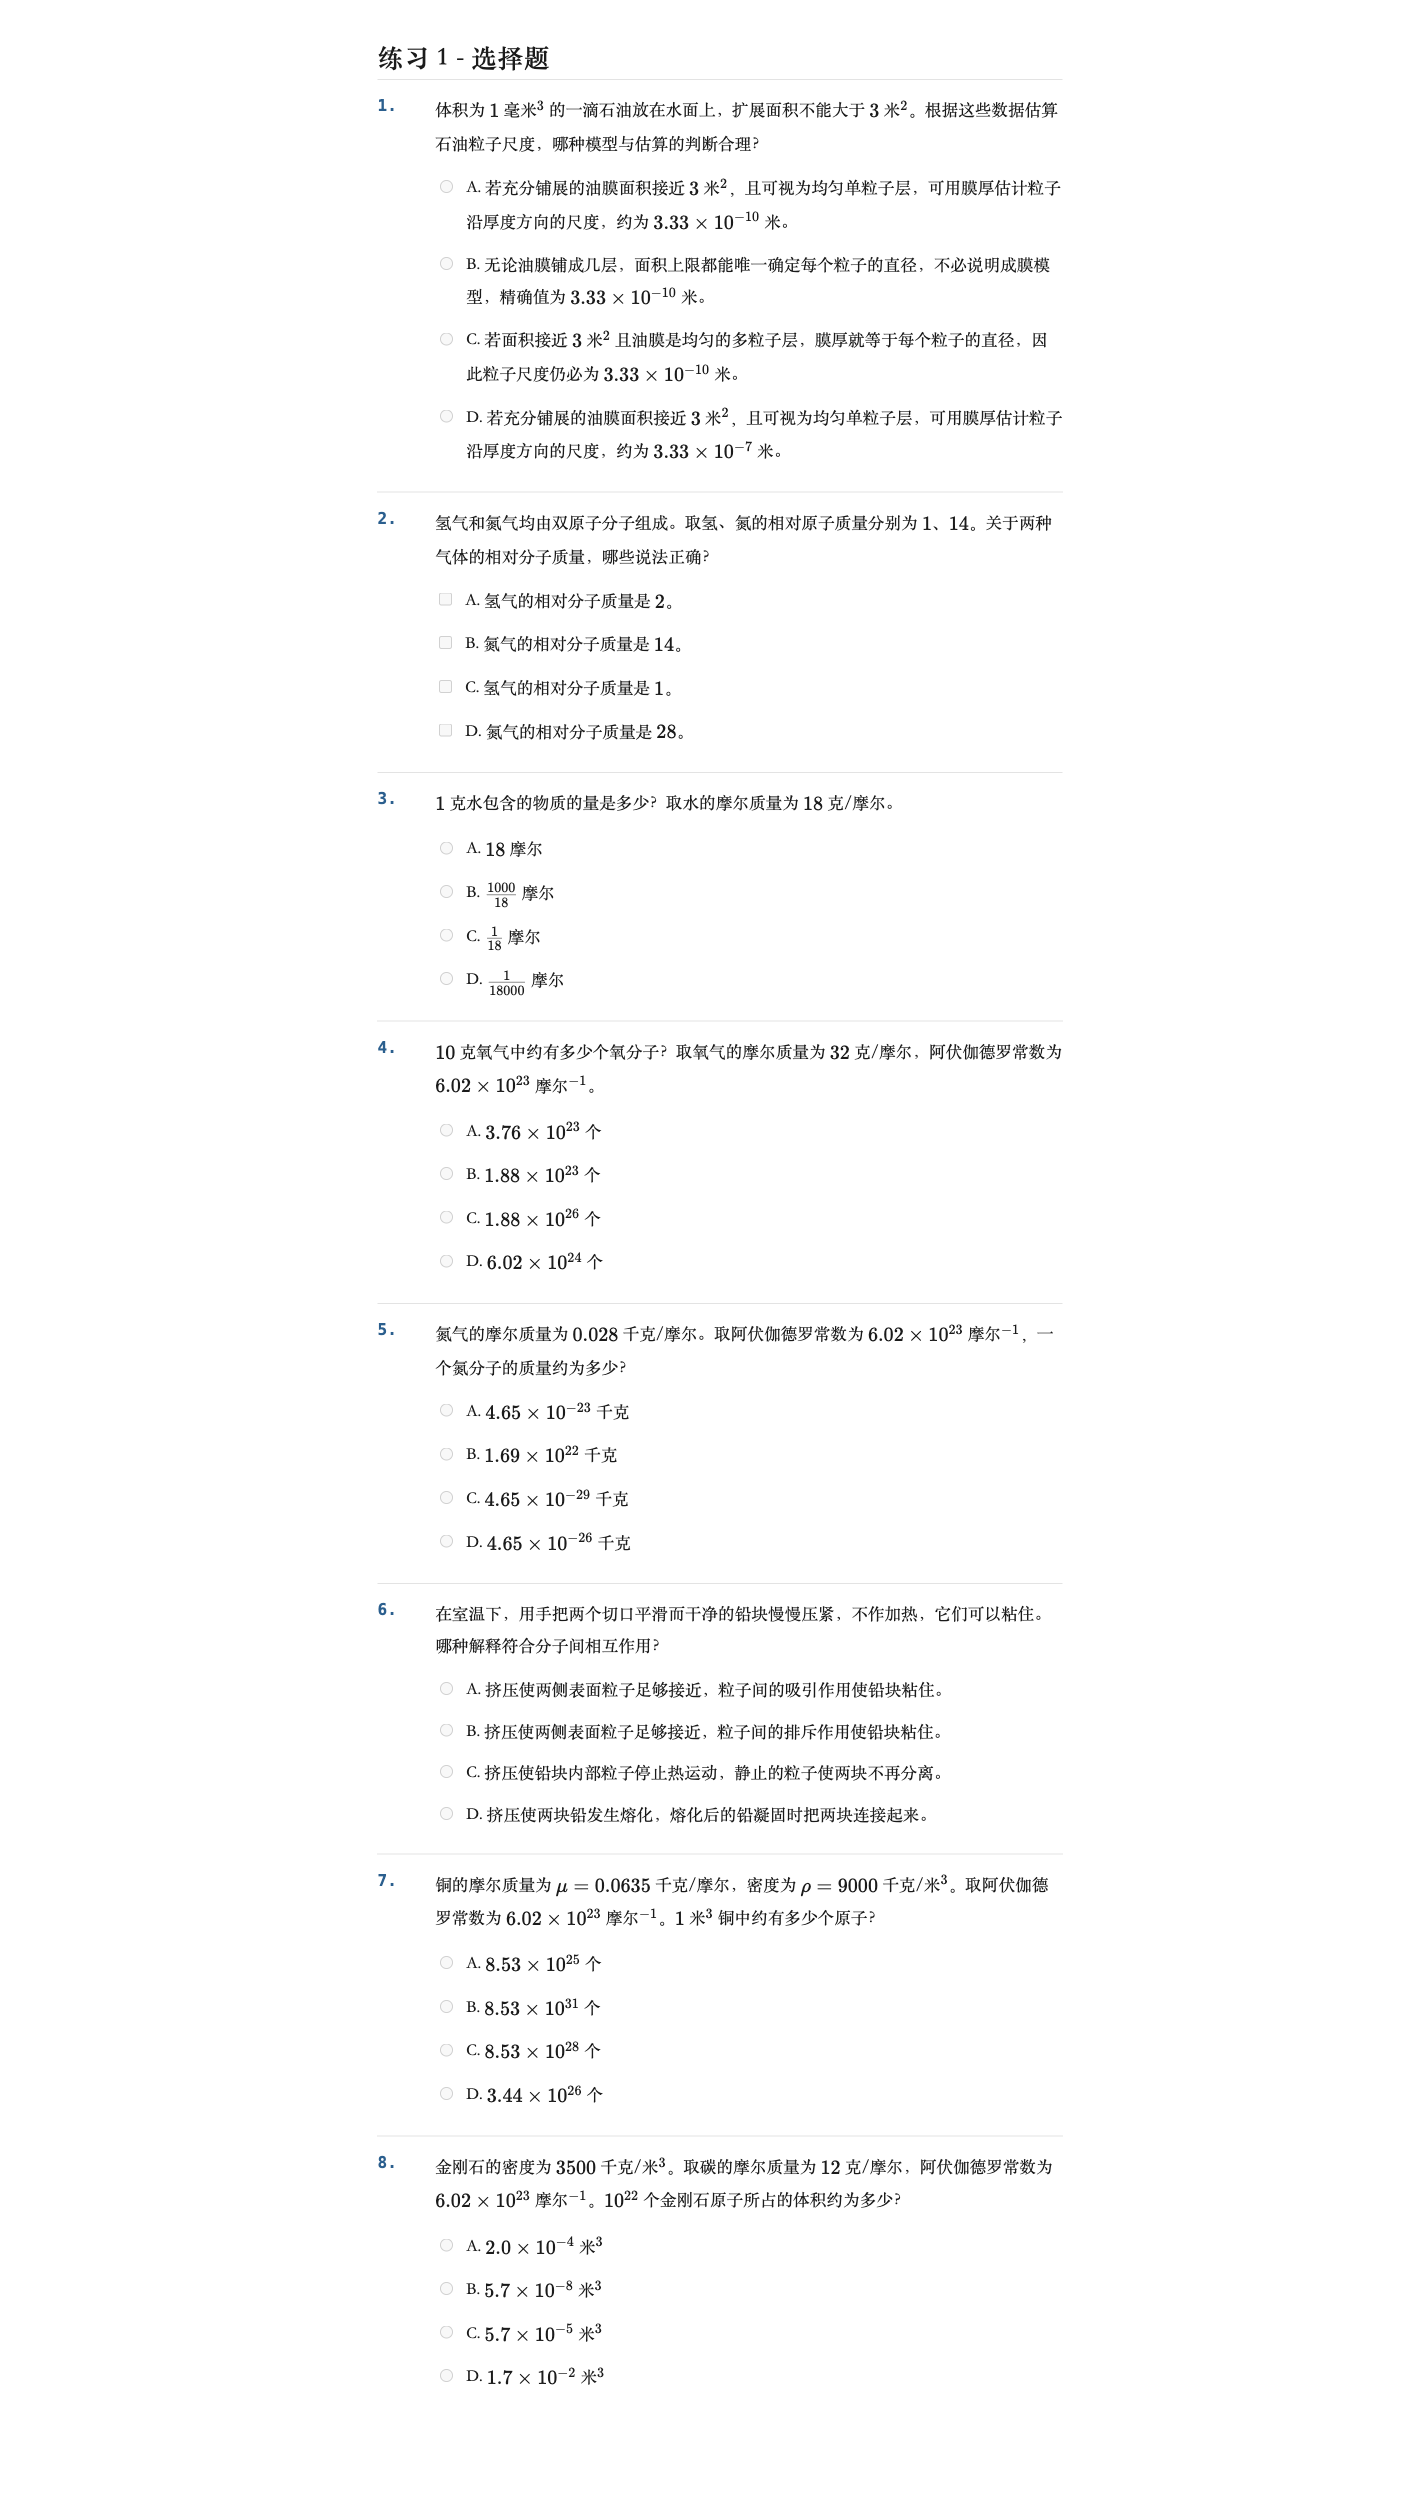 练习 1 - 选择题
1. 体积为 1 毫米³ 的一滴石油放在水面上，扩展面积不能大于 3 米²。根据这些数据估算
石油粒子尺度，哪种模型与估算的判断合理？
A. 若充分铺展的油膜面积接近 3 米²，且可视为均匀单粒子层，可用膜厚估计粒子
沿厚度方向的尺度，约为 3.33 × 10⁻¹⁰ 米。
B. 无论油膜铺成几层，面积上限都能唯一确定每个粒子的直径，不必说明成膜模
型，精确值为 3.33 × 10⁻¹⁰ 米。
C. 若面积接近 3 米² 且油膜是均匀的多粒子层，膜厚就等于每个粒子的直径，因
此粒子尺度仍必为 3.33 × 10⁻¹⁰ 米。
D. 若充分铺展的油膜面积接近 3 米²，且可视为均匀单粒子层，可用膜厚估计粒子
沿厚度方向的尺度，约为 3.33 × 10⁻⁷ 米。
2. 氢气和氮气均由双原子分子组成。取氢、氮的相对原子质量分别为 1、14。关于两种
气体的相对分子质量，哪些说法正确？
A. 氢气的相对分子质量是 2。
B. 氮气的相对分子质量是 14。
C. 氢气的相对分子质量是 1。
D. 氮气的相对分子质量是 28。
3. 1 克水包含的物质的量是多少？取水的摩尔质量为 18 克/摩尔。
A. 18 摩尔
B. 1000/18 摩尔
C. 1/18 摩尔
D. 1/18000 摩尔
4. 10 克氧气中约有多少个氧分子？取氧气的摩尔质量为 32 克/摩尔，阿伏伽德罗常数为
6.02 × 10²³ 摩尔⁻¹。
A. 3.76 × 10²³ 个
B. 1.88 × 10²³ 个
C. 1.88 × 10²⁶ 个
D. 6.02 × 10²⁴ 个
5. 氮气的摩尔质量为 0.028 千克/摩尔。取阿伏伽德罗常数为 6.02 × 10²³ 摩尔⁻¹，一
个氮分子的质量约为多少？
A. 4.65 × 10⁻²³ 千克
B. 1.69 × 10²² 千克
C. 4.65 × 10⁻²⁹ 千克
D. 4.65 × 10⁻²⁶ 千克
6. 在室温下，用手把两个切口平滑而干净的铅块慢慢压紧，不作加热，它们可以粘住。
哪种解释符合分子间相互作用？
A. 挤压使两侧表面粒子足够接近，粒子间的吸引作用使铅块粘住。
B. 挤压使两侧表面粒子足够接近，粒子间的排斥作用使铅块粘住。
C. 挤压使铅块内部粒子停止热运动，静止的粒子使两块不再分离。
D. 挤压使两块铅发生熔化，熔化后的铅凝固时把两块连接起来。
7. 铜的摩尔质量为 μ = 0.0635 千克/摩尔，密度为 ρ = 9000 千克/米³。取阿伏伽德
罗常数为 6.02 × 10²³ 摩尔⁻¹。1 米³ 铜中约有多少个原子？
A. 8.53 × 10²⁵ 个
B. 8.53 × 10³¹ 个
C. 8.53 × 10²⁸ 个
D. 3.44 × 10²⁶ 个
8. 金刚石的密度为 3500 千克/米³。取碳的摩尔质量为 12 克/摩尔，阿伏伽德罗常数为
6.02 × 10²³ 摩尔⁻¹。10²² 个金刚石原子所占的体积约为多少？
A. 2.0 × 10⁻⁴ 米³
B. 5.7 × 10⁻⁸ 米³
C. 5.7 × 10⁻⁵ 米³
D. 1.7 × 10⁻² 米³